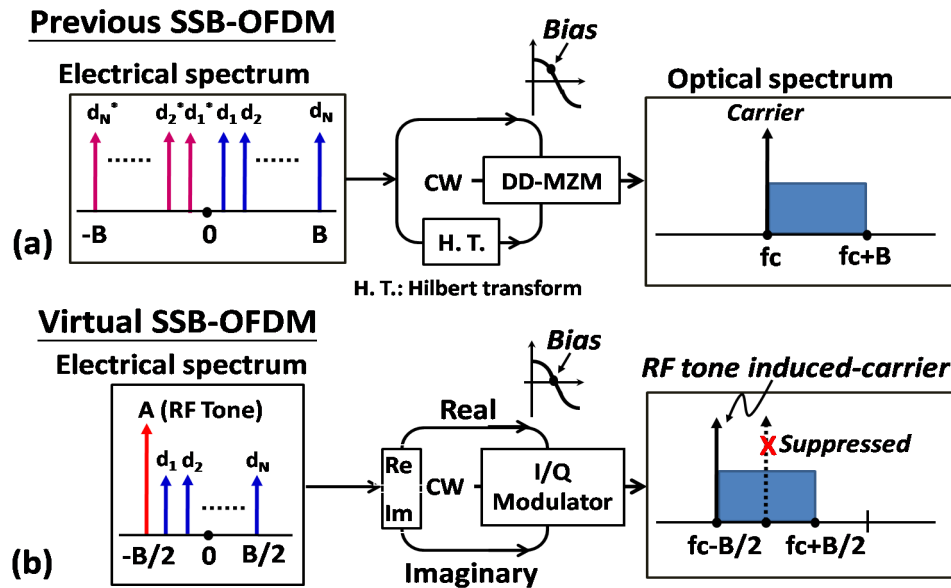 Previous SSB-OFDM
Electrical spectrum
dN* d2* d1* d1 d2 dN
-B 0 B
(a)
Bias
CW
DD-MZM
H. T.
H. T.: Hilbert transform
Optical spectrum
Carrier
fc fc+B
Virtual SSB-OFDM
Electrical spectrum
A (RF Tone)
d1 d2 dN
-B/2 0 B/2
(b)
Bias
Real
Re
Im
CW
I/Q
Modulator
Imaginary
RF tone induced-carrier
X Suppressed
fc-B/2 fc+B/2